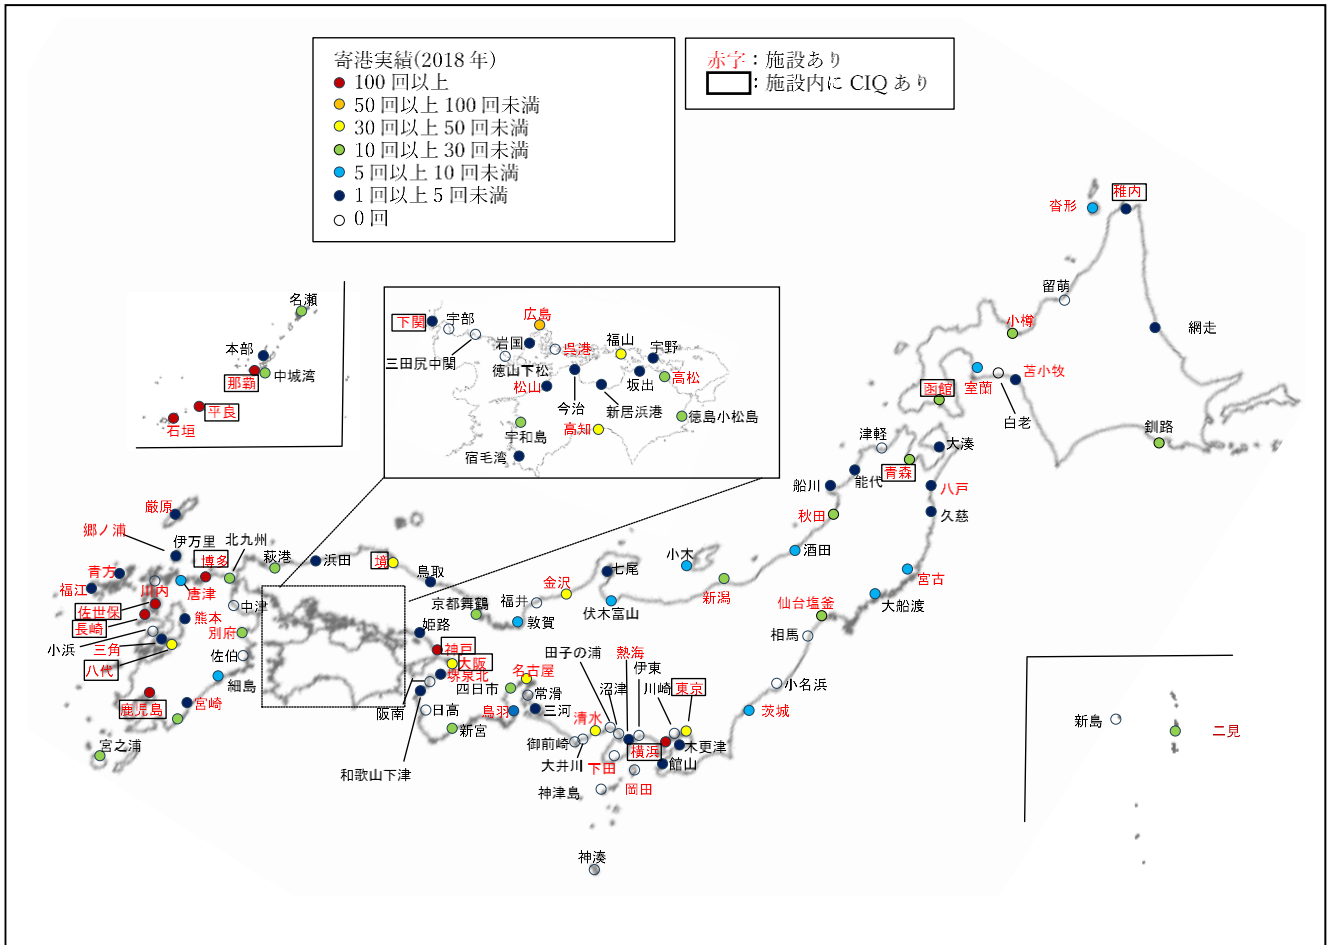 寄港実績(2018年)
100回以上
50回以上100回未満
30回以上50回未満
10回以上30回未満
5回以上10回未満
1回以上5回未満
0回
赤字：施設あり
：施設内にCIQあり
稚内
沓形
留萌
小樽
網走
函館
室蘭
苫小牧
白老
釧路
名瀬
本部
那覇
中城湾
平良
石垣
下関
宇部
広島
三田尻中関
岩国
呉港
福山
宇野
徳山下松
松山
坂出
高松
今治
新居浜港
徳島小松島
宇和島
高知
宿毛湾
津軽
大湊
青森
能代
船川
八戸
秋田
久慈
酒田
宮古
大船渡
仙台塩釜
相馬
小名浜
茨城
厳原
郷ノ浦
伊万里
北九州
博多
萩港
浜田
境
鳥取
青方
福江
川内
唐津
佐世保
中津
長崎
熊本
別府
小浜
三角
佐伯
八代
細島
鹿児島
宮崎
宮之浦
京都舞鶴
福井
敦賀
金沢
七尾
伏木富山
小木
新潟
姫路
神戸
大阪
堺泉北
阪南
日高
和歌山下津
新宮
四日市
名古屋
常滑
鳥羽
三河
田子の浦
熱海
伊東
沼津
川崎
東京
清水
御前崎
大井川
横浜
木更津
館山
下田
岡田
神津島
神湊
新島
二見